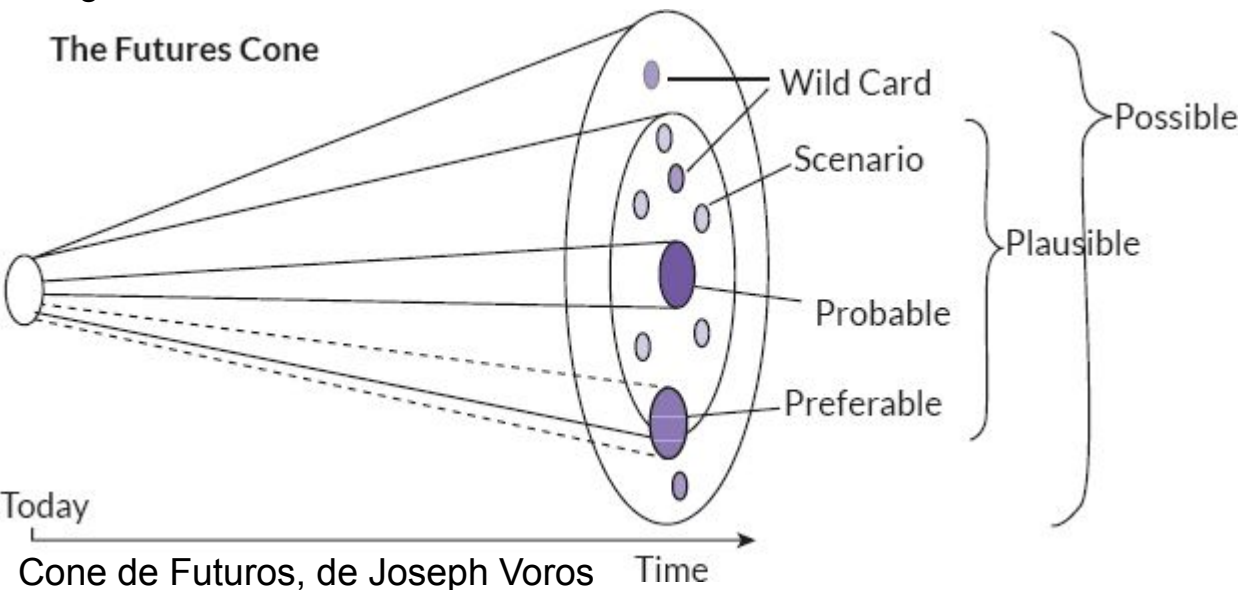 The Futures Cone
Wild Card
Possible
Scenario
Plausible
Probable
Preferable
Today
Time
Cone de Futuros, de Joseph Voros